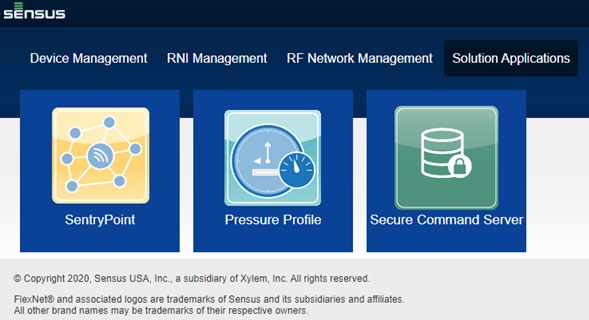 SENSUS
Device Management RNI Management RF Network Management Solution Applications
SentryPoint Pressure Profile Secure Command Server
© Copyright 2020, Sensus USA, Inc., a subsidiary of Xylem, Inc. All rights reserved.
FlexNet® and associated logos are trademarks of Sensus and its subsidiaries and affiliates.
All other brand names may be trademarks of their respective owners.